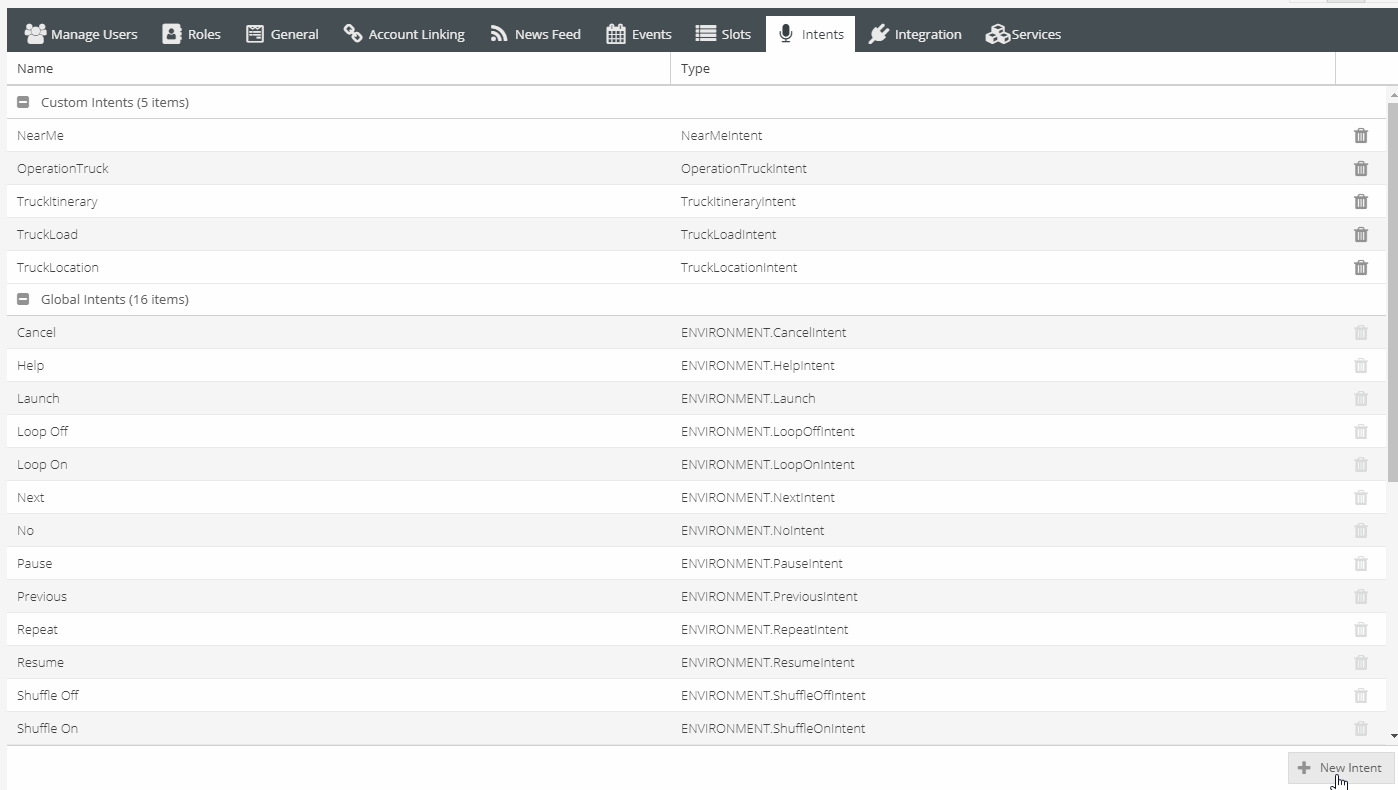 Manage Users Roles General Account Linking News Feed Events Slots Intents Integration Services
Name Type
Custom Intents (5 items)
NearMe NearMeIntent
OperationTruck OperationTruckIntent
TruckItinerary TruckItineraryIntent
TruckLoad TruckLoadIntent
TruckLocation TruckLocationIntent
Global Intents (16 items)
Cancel ENVIRONMENT.CancelIntent
Help ENVIRONMENT.HelpIntent
Launch ENVIRONMENT.Launch
Loop Off ENVIRONMENT.LoopOffIntent
Loop On ENVIRONMENT.LoopOnIntent
Next ENVIRONMENT.NextIntent
No ENVIRONMENT.NoIntent
Pause ENVIRONMENT.PauseIntent
Previous ENVIRONMENT.PreviousIntent
Repeat ENVIRONMENT.RepeatIntent
Resume ENVIRONMENT.ResumeIntent
Shuffle Off ENVIRONMENT.ShuffleOffIntent
Shuffle On ENVIRONMENT.ShuffleOnIntent
New Intent